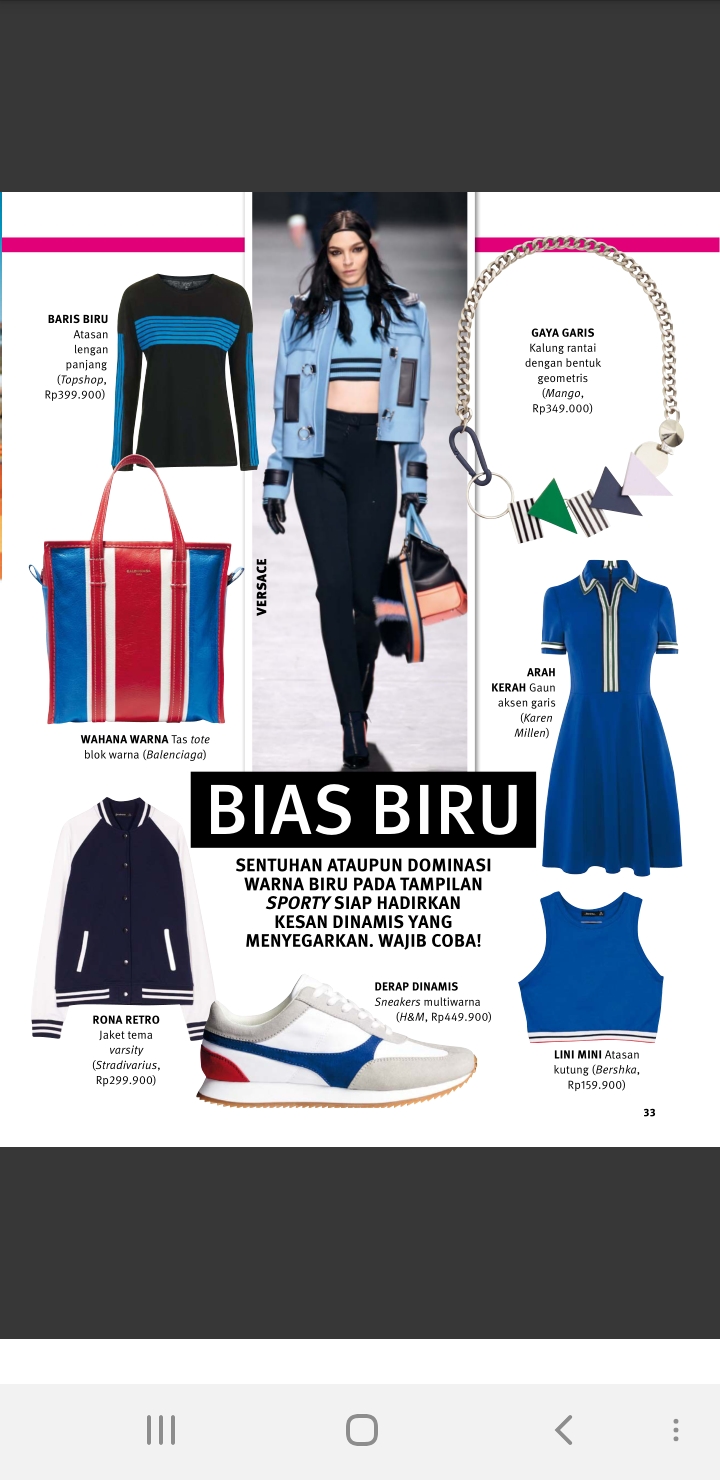 BARIS BIRU
Atasan
lengan
panjang
(Topshop,
Rp399.900)
GAYA GARIS
Kalung rantai
dengan bentuk
geometris
(Mango,
Rp349.000)
VERSACE
BALENCIAGA
WAHANA WARNA Tas tote
blok warna (Balenciaga)
ARAH
KERAH Gaun
aksen garis
(Karen
Millen)
BIAS BIRU
SENTUHAN ATAUPUN DOMINASI
WARNA BIRU PADA TAMPILAN
SPORTY SIAP HADIRKAN
KESAN DINAMIS YANG
MENYEGARKAN. WAJIB COBA!
RONA RETRO
Jaket tema
varsity
(Stradivarius,
Rp299.900)
DERAP DINAMIS
Sneakers multiwarna
(H&M, Rp449.900)
LINI MINI Atasan
kutung (Bershka,
Rp159.900)
33